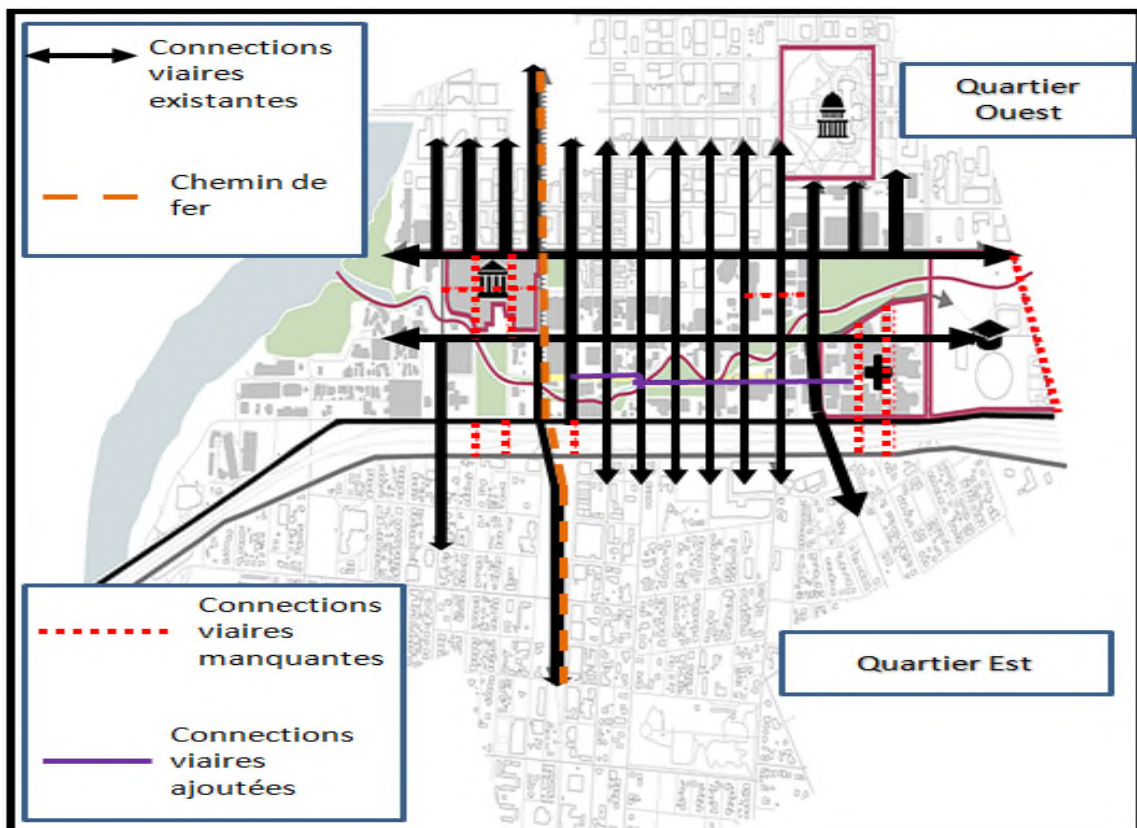 Connections
viaires
existantes
Chemin de
fer
Quartier
Ouest
Connections
viaires
manquantes
Connections
viaires
ajoutées
Quartier Est